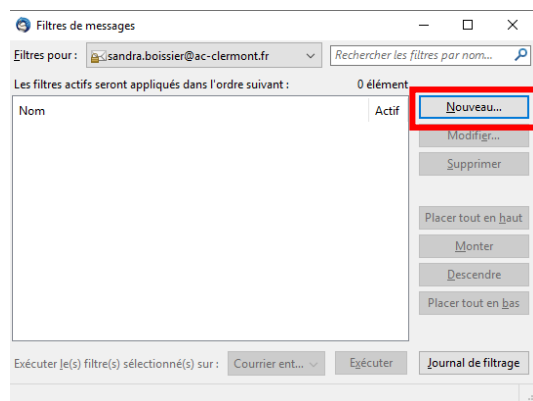 Filtres de messages
Filtres pour : sandra.boissier@ac-clermont.fr Rechercher les filtres par nom...
Les filtres actifs seront appliqués dans l'ordre suivant : 0 élément
Nom Actif
Nouveau...
Modifier...
Supprimer
Placer tout en haut
Monter
Descendre
Placer tout en bas
Exécuter le(s) filtre(s) sélectionné(s) sur : Courrier ent... Exécuter Journal de filtrage